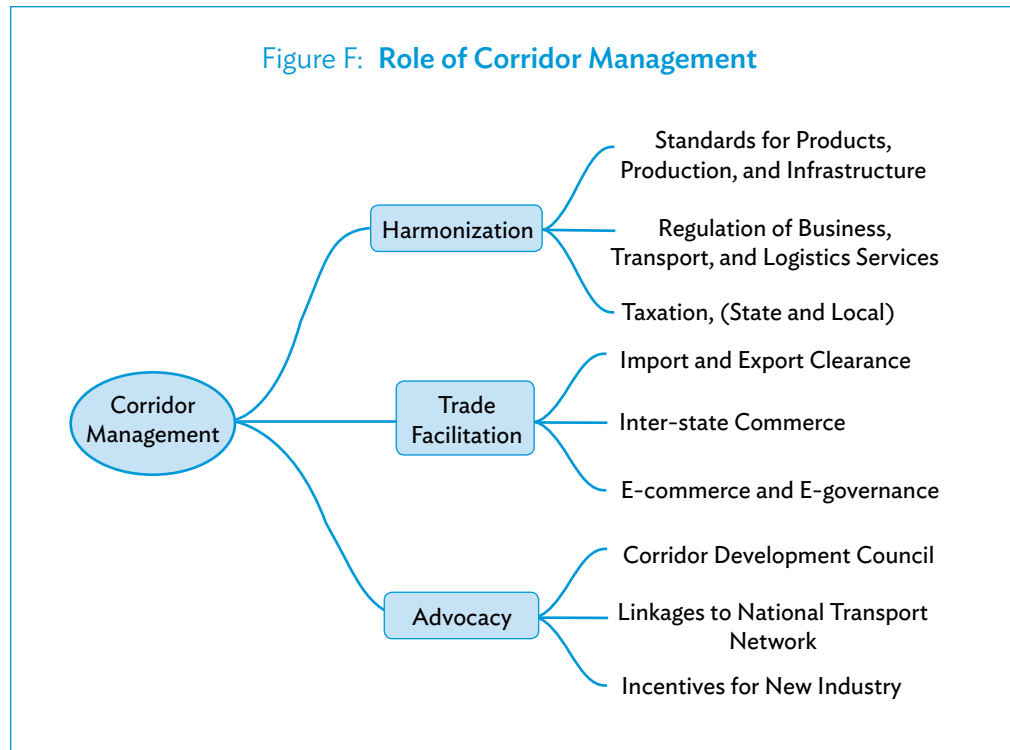 Figure F: Role of Corridor Management
Standards for Products,
Production, and Infrastructure
Harmonization
Regulation of Business,
Transport, and Logistics Services
Taxation, (State and Local)
Import and Export Clearance
Corridor
Management
Trade
Facilitation
Inter-state Commerce
E-commerce and E-governance
Corridor Development Council
Advocacy
Linkages to National Transport
Network
Incentives for New Industry